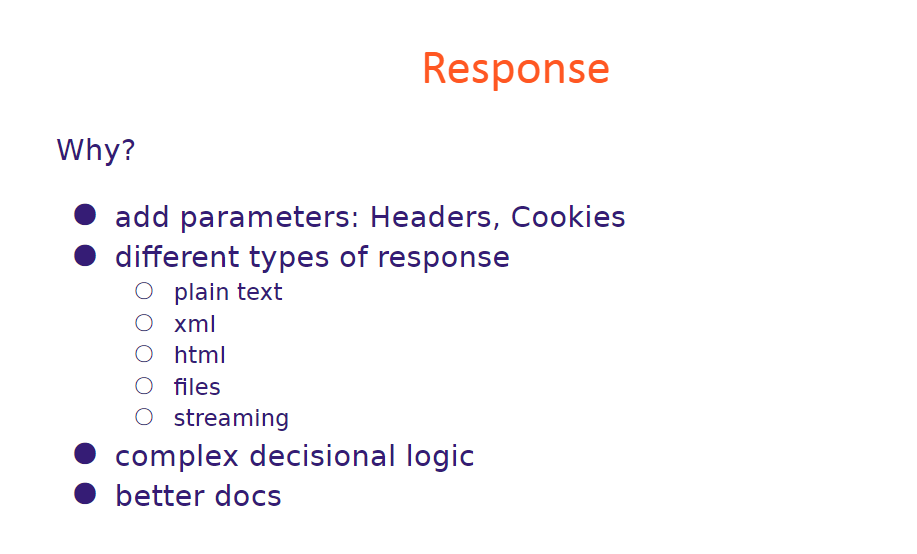 Response
Why?
● add parameters: Headers, Cookies
● different types of response
○ plain text
○ xml
○ html
○ files
○ streaming
● complex decisional logic
● better docs